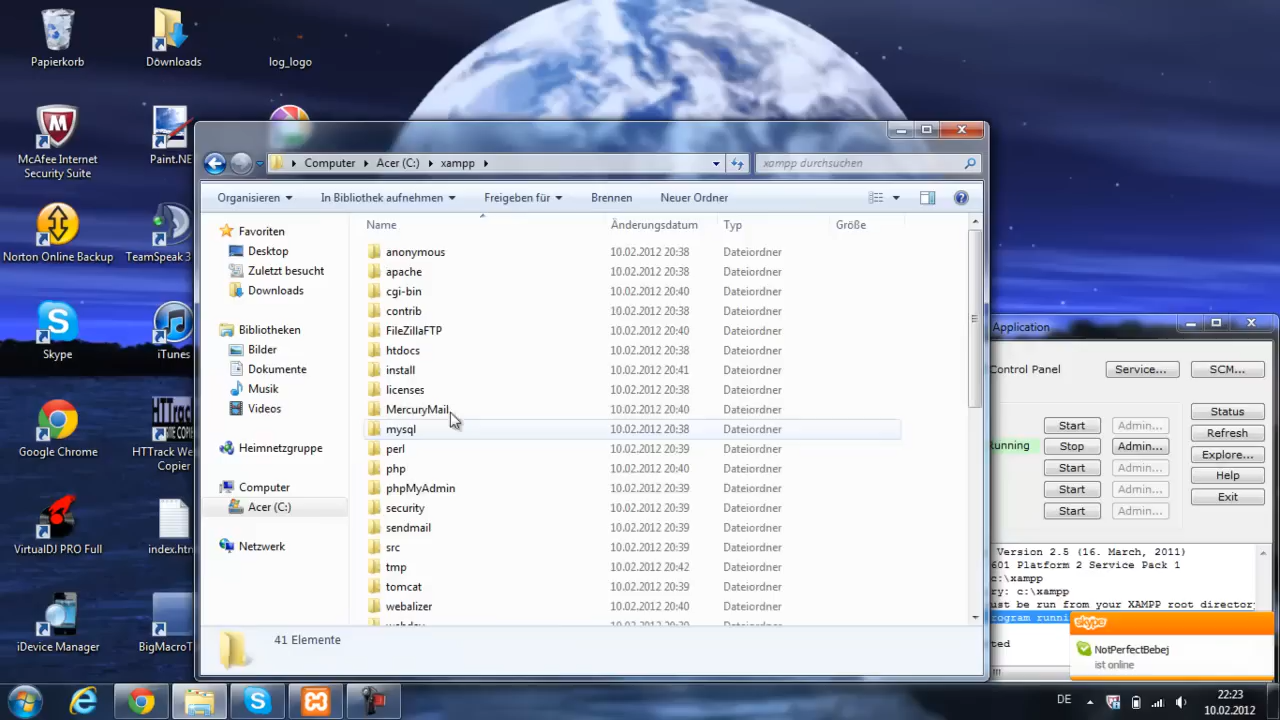 Papierkorb
Downloads
log_logo
McAfee Internet
Security Suite
Paint.NE
Norton Online Backup
TeamSpeak 3
Skype
iTunes
Google Chrome
HTTrack Web
Copier
VirtualDJ PRO Full
index.htm
iDevice Manager
BigMacroT
Computer
Acer (C:)
xampp
xampp durchsuchen
Organisieren
In Bibliothek aufnehmen
Freigeben für
Brennen
Neuer Ordner
Favoriten
Desktop
Zuletzt besucht
Downloads
Bibliotheken
Bilder
Dokumente
Musik
Videos
Heimnetzgruppe
Computer
Acer (C:)
Netzwerk
Name Änderungsdatum Typ Größe
anonymous 10.02.2012 20:38 Dateiordner
apache 10.02.2012 20:38 Dateiordner
cgi-bin 10.02.2012 20:40 Dateiordner
contrib 10.02.2012 20:38 Dateiordner
FileZillaFTP 10.02.2012 20:40 Dateiordner
htdocs 10.02.2012 20:38 Dateiordner
install 10.02.2012 20:41 Dateiordner
licenses 10.02.2012 20:38 Dateiordner
MercuryMail 10.02.2012 20:40 Dateiordner
mysql 10.02.2012 20:38 Dateiordner
perl 10.02.2012 20:39 Dateiordner
php 10.02.2012 20:40 Dateiordner
phpMyAdmin 10.02.2012 20:39 Dateiordner
security 10.02.2012 20:39 Dateiordner
sendmail 10.02.2012 20:39 Dateiordner
src 10.02.2012 20:39 Dateiordner
tmp 10.02.2012 20:42 Dateiordner
tomcat 10.02.2012 20:39 Dateiordner
webalizer 10.02.2012 20:40 Dateiordner
41 Elemente
Application
Control Panel
Service...
SCM...
Start Admin...
unning Stop Admin...
Start
Start Admin...
Start Admin...
Status
Refresh
Explore...
Help
Exit
Version 2.5 (16. March, 2011)
601 Platform 2 Service Pack 1
c:\xampp
ry: c:\xampp
ust be run from your XAMPP root directory
rogram runni
ted
skype
NotPerfectBebej
ist online
DE
22:23
10.02.2012